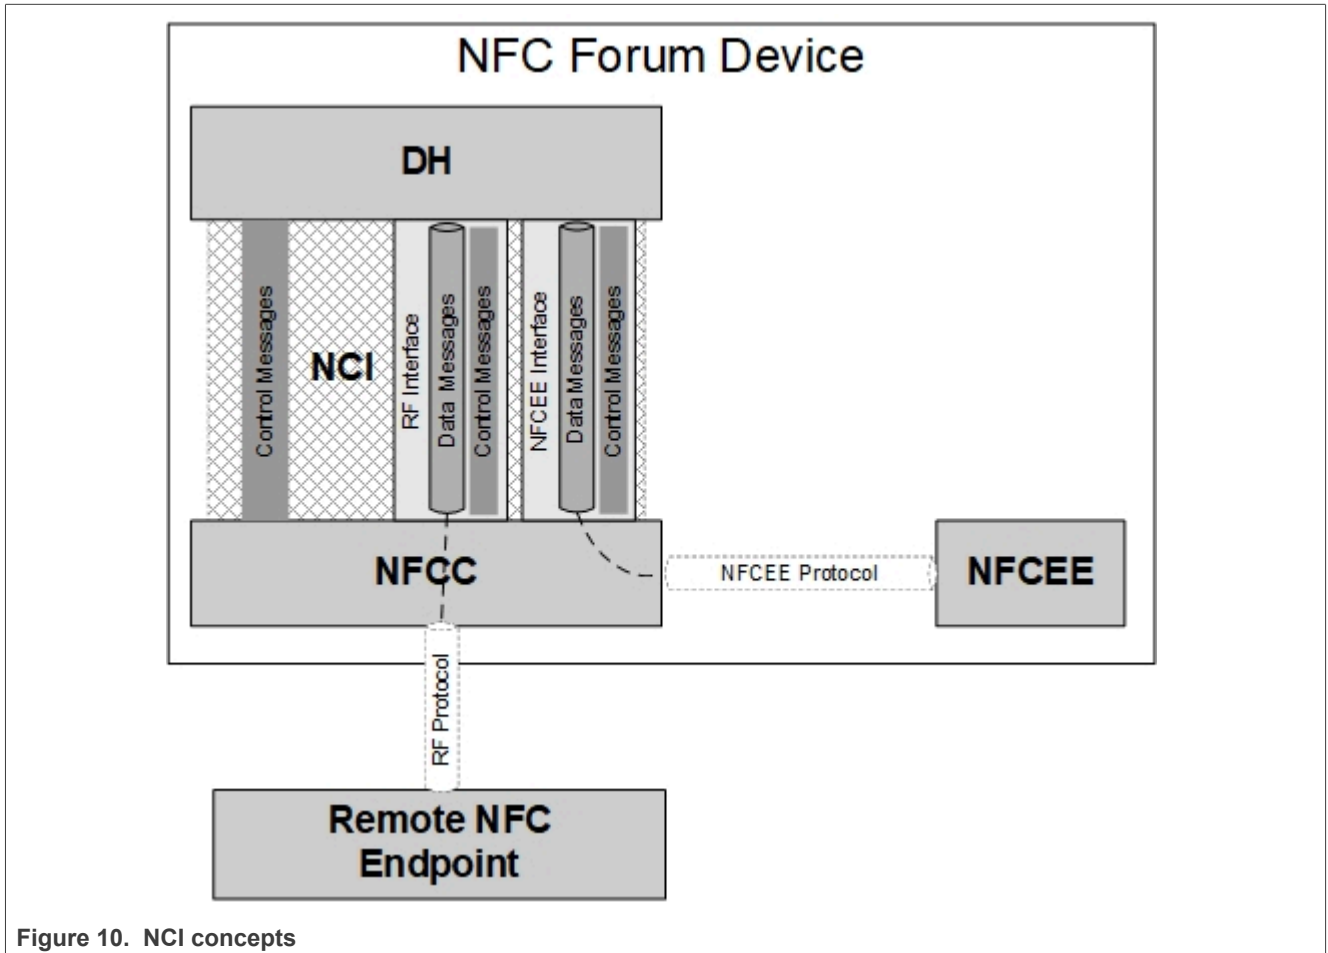 NFC Forum Device
DH
Control Messages
NCI
RF Interface
Data Messages
Control Messages
NFCEE Interface
Data Messages
Control Messages
NFCC
NFCEE Protocol
NFCEE
RF Protocol
Remote NFC
Endpoint
Figure 10. NCI concepts